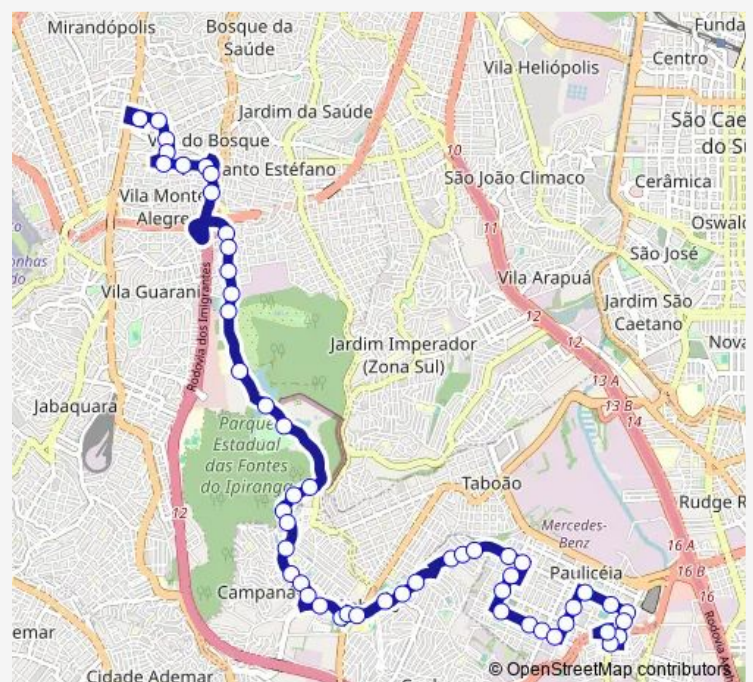 Mirandópolis
Bosque da
Saúde
Funda
Centro
Vila Heliópolis
Jardim da Saúde
São Cae
do Su
do Bosque
10
anto Estéfano
São João Climaco
Cerâmica
Vila Monte
Alegre
11
Oswald
São José
Vila Arapuá
Vila Guarani
Jardim São
Caetano
12
Rodovia dos Imigrantes
Jardim Imperador
(Zona Sul)
12
Nova
13 A
Jabaquara
13 B
14
Parque
Estadual
das Fontes
do Ipiranga
Taboão
Rudge R
12
Mercedes-
Benz
16 A
Paulicéia
16 B
Campana
16
emar
Cidade Ademar
© OpenStreetMap contributors